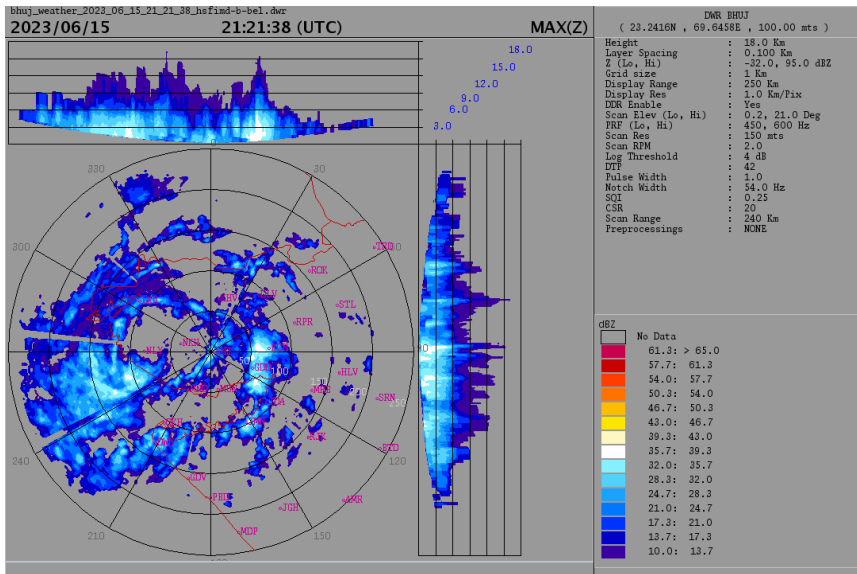 bhuj_weather_2023_06_15_21_21_38_hsfimd-b-bel.dwr
2023/06/15 21:21:38 (UTC) MAX(Z)
18.0
15.0
12.0
9.0
6.0
3.0
0
330 30
300
240
120
210 150
TDD
RDK
STL
RPR
HLV
SRN
BTD
AMR
JGH
PBD
MDP
GDV
NKR
NLY
50
100
DWR BHUJ
( 23.2416N , 69.6458E , 100.00 mts )
Height : 18.0 Km
Layer Spacing : 0.100 Km
Z (Lo, Hi) : -32.0, 95.0 dBZ
Grid size : 1 Km
Display Range : 250 Km
Display Res : 1.0 Km/Pix
DDR Enable : Yes
Scan Elev (Lo, Hi) : 0.2, 21.0 Deg
PRF (Lo, Hi) : 450, 600 Hz
Scan Res : 150 mts
Scan RPM : 2.0
Log Threshold : 4 dB
DTP : 42
Pulse Width : 1.0
Notch Width : 54.0 Hz
SQI : 0.25
CSR : 20
Scan Range : 240 Km
Preprocessings : NONE
dBZ
No Data
61.3: > 65.0
57.7: 61.3
54.0: 57.7
50.3: 54.0
46.7: 50.3
43.0: 46.7
39.3: 43.0
35.7: 39.3
32.0: 35.7
28.3: 32.0
24.7: 28.3
21.0: 24.7
17.3: 21.0
13.7: 17.3
10.0: 13.7